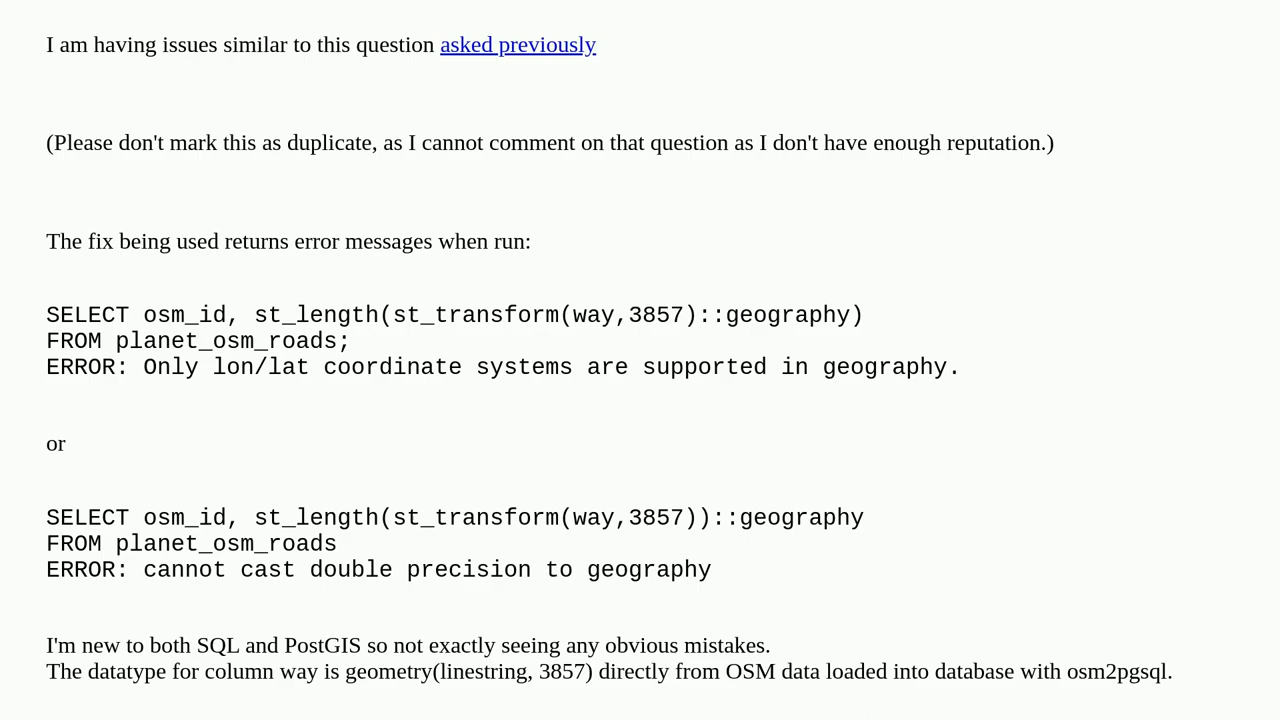 I am having issues similar to this question asked previously
(Please don't mark this as duplicate, as I cannot comment on that question as I don't have enough reputation.)
The fix being used returns error messages when run:
SELECT osm_id, st_length(st_transform(way,3857)::geography)
FROM planet_osm_roads;
ERROR: Only lon/lat coordinate systems are supported in geography.
or
SELECT osm_id, st_length(st_transform(way,3857))::geography
FROM planet_osm_roads
ERROR: cannot cast double precision to geography
I'm new to both SQL and PostGIS so not exactly seeing any obvious mistakes.
The datatype for column way is geometry(linestring, 3857) directly from OSM data loaded into database with osm2pgsql.